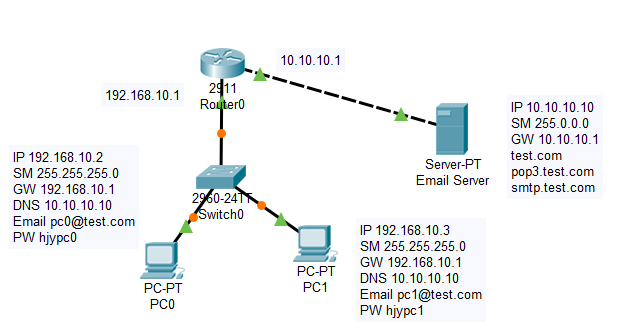 10.10.10.1
2911
Router0
192.168.10.1
IP 10.10.10.10
SM 255.0.0.0
GW 10.10.10.1
test.com
pop3.test.com
smtp.test.com
Server-PT
Email Server
IP 192.168.10.2
SM 255.255.255.0
GW 192.168.10.1
DNS 10.10.10.10
Email pc0@test.com
PW hjypc0
2960-24TT
Switch0
PC-PT
PC0
PC-PT
PC1
IP 192.168.10.3
SM 255.255.255.0
GW 192.168.10.1
DNS 10.10.10.10
Email pc1@test.com
PW hjypc1